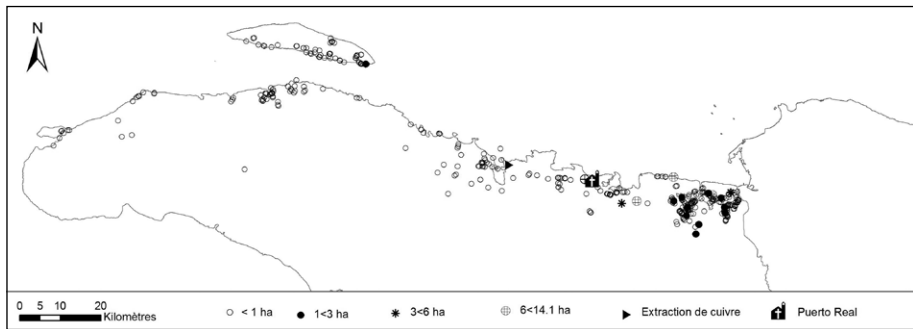 N
0 5 10 20
Kilomètres
< 1 ha 1<3 ha 3<6 ha 6<14.1 ha Extraction de cuivre Puerto Real